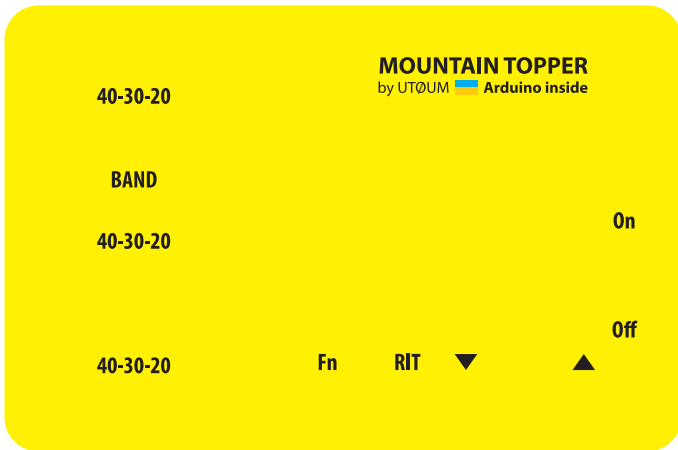 MOUNTAIN TOPPER
by UTØUM Arduino inside
40-30-20
BAND
40-30-20
On
Off
40-30-20 Fn RIT ▼ ▲